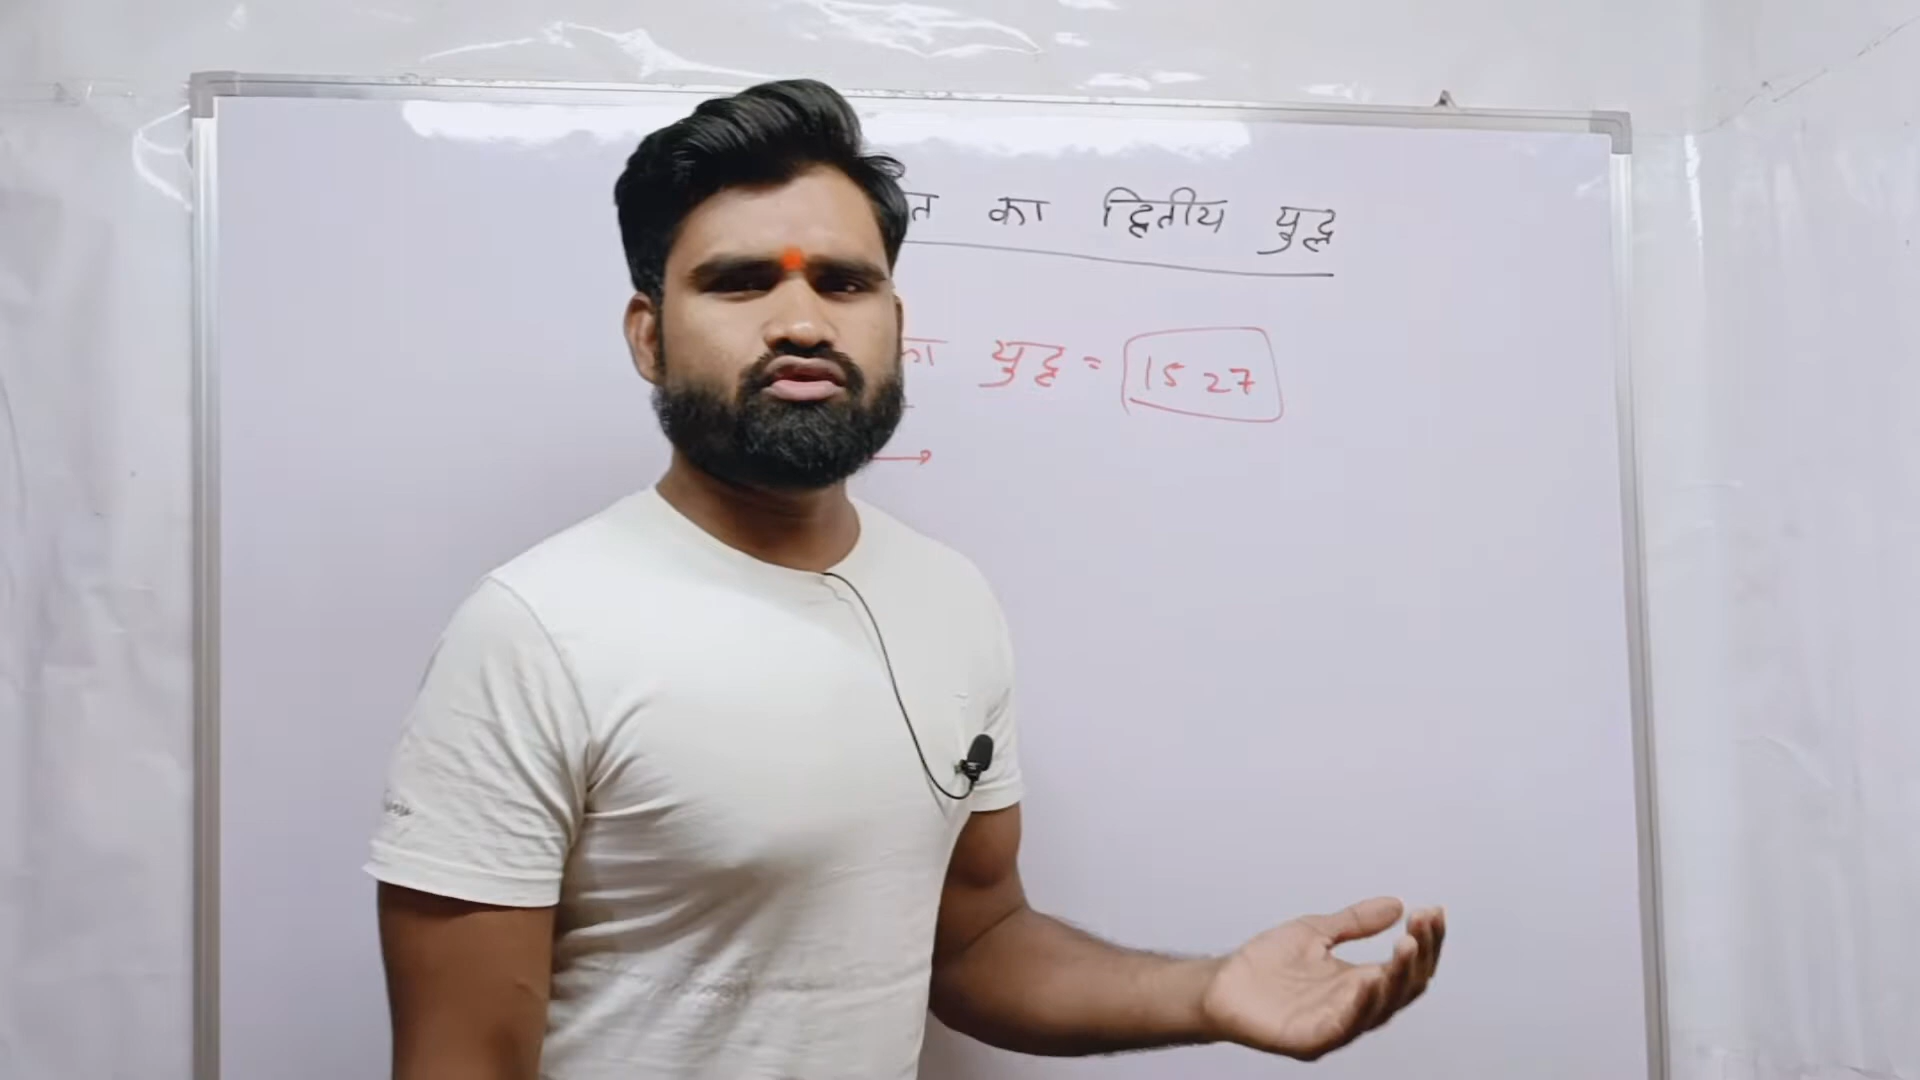 त का द्वितीय युद्ध
का युद्ध = 1527
→